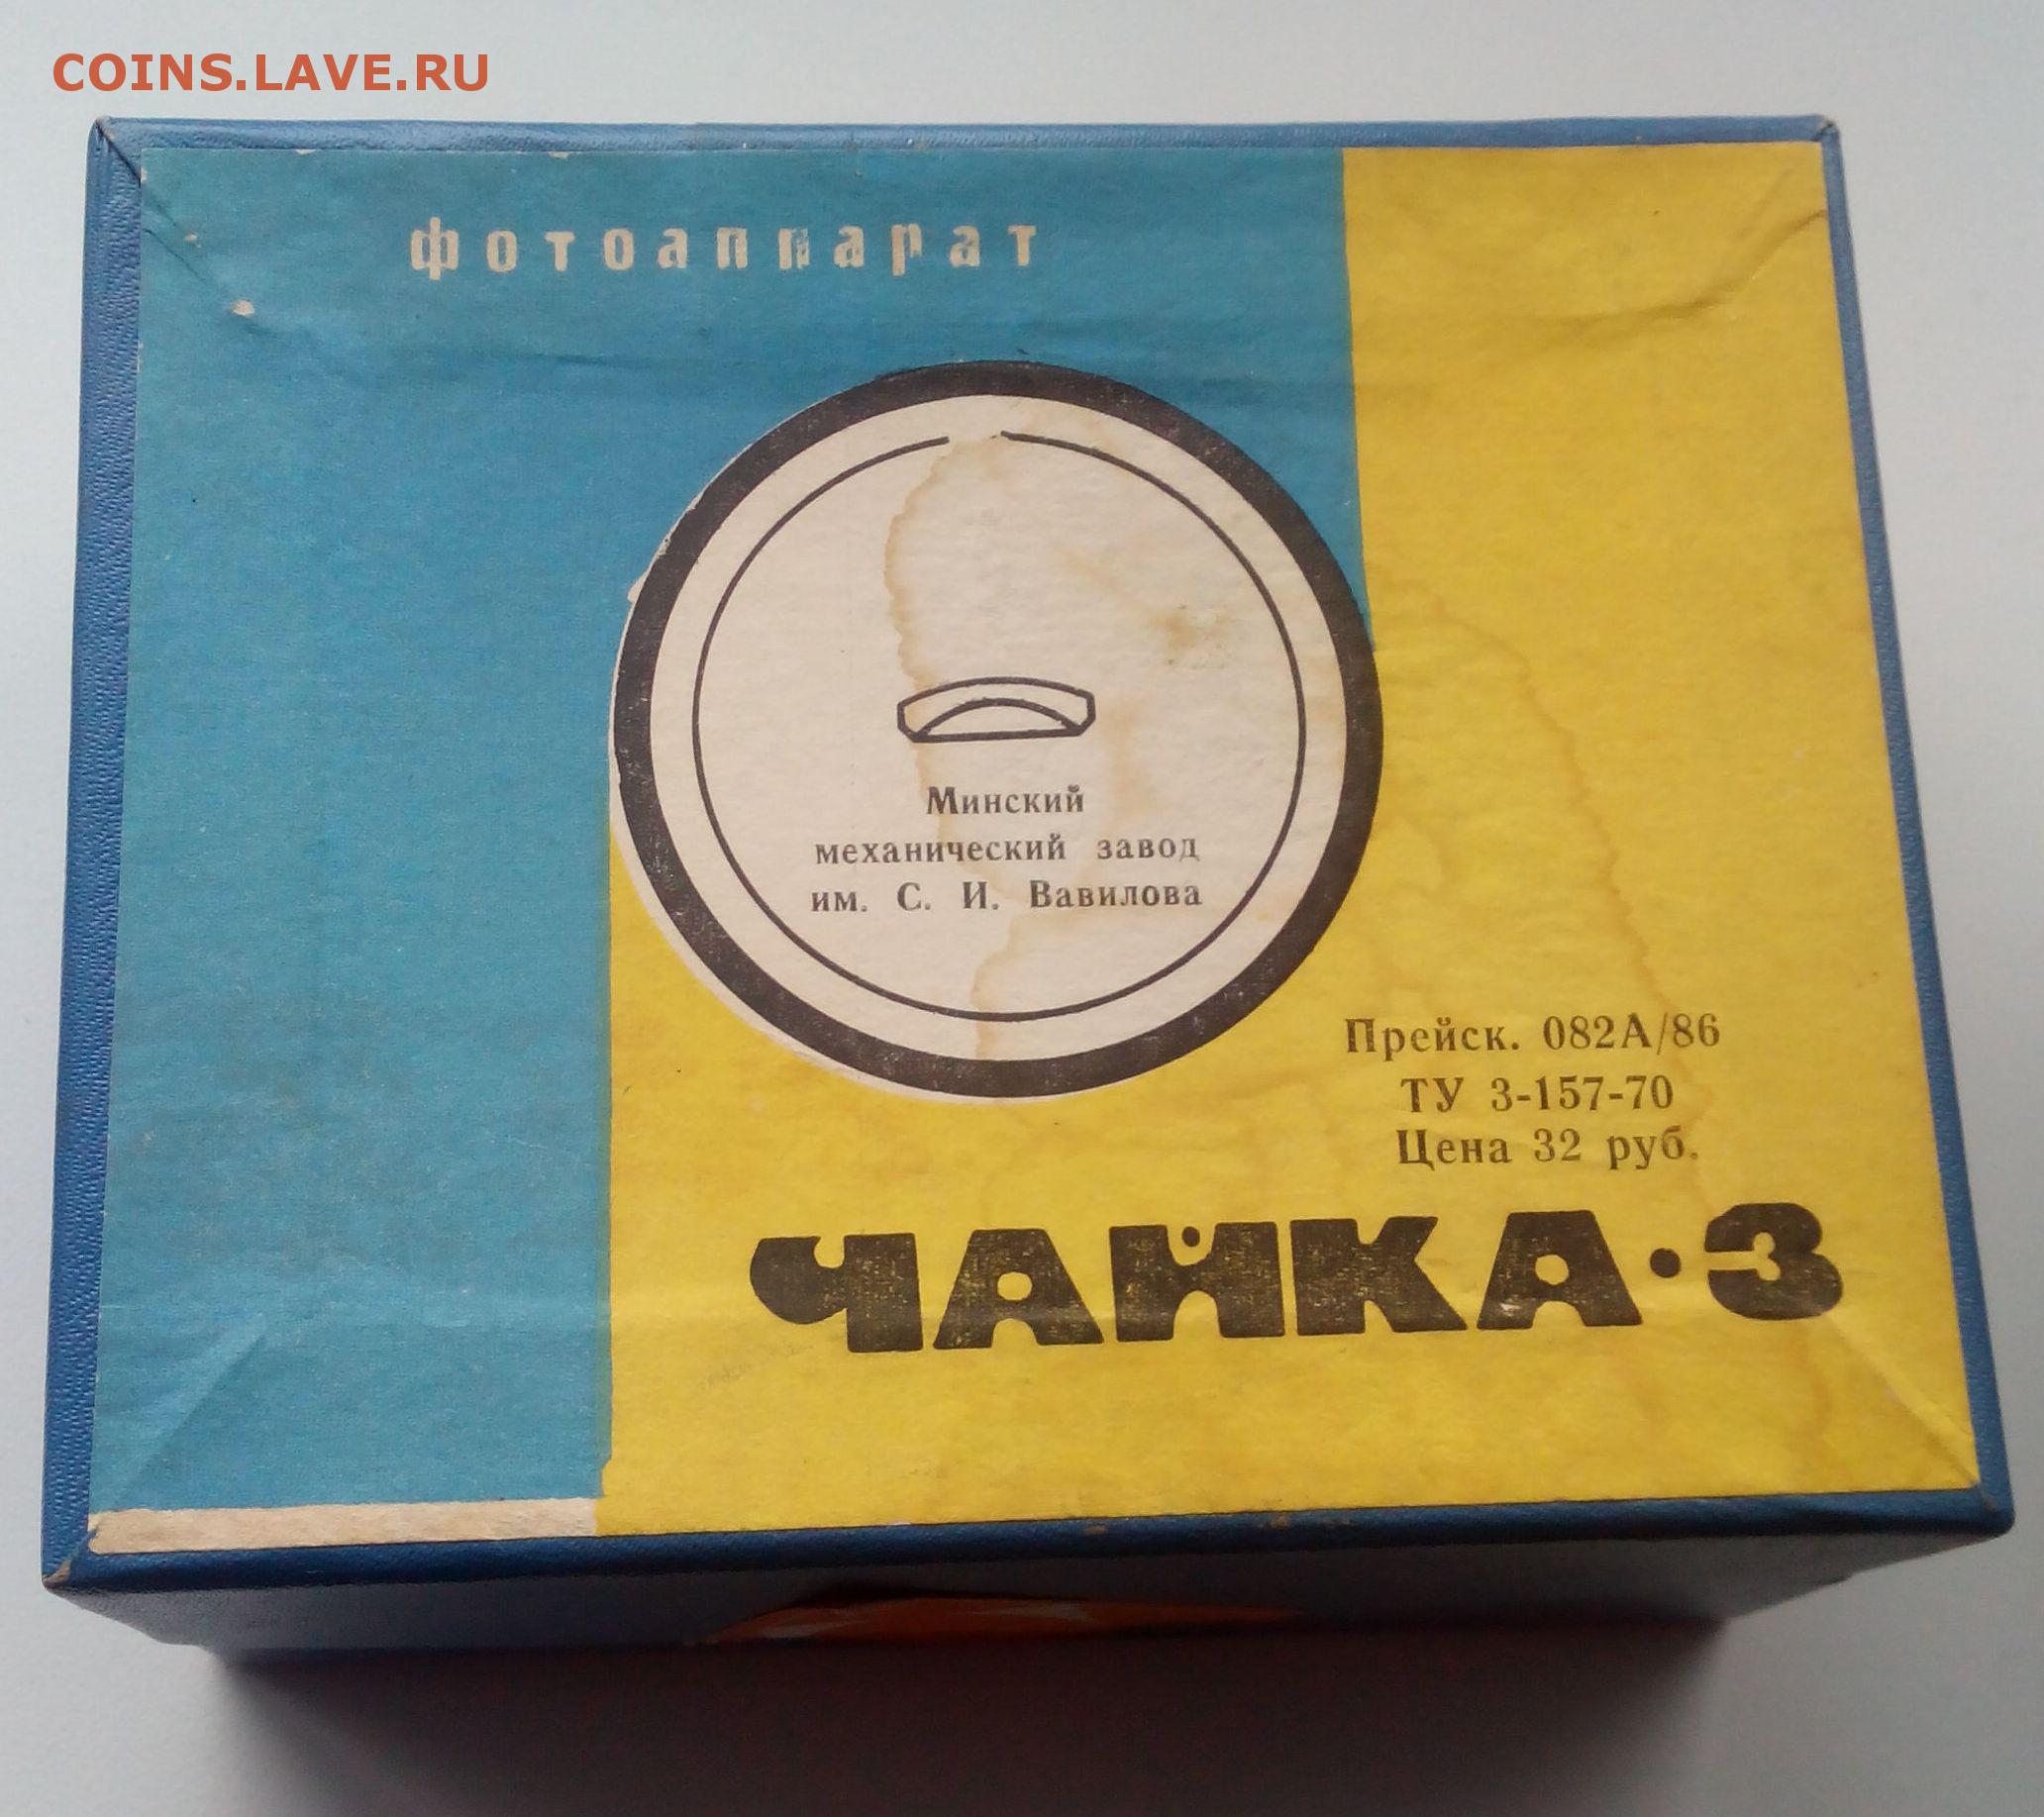 COINS.LAVE.RU
фотоаппарат
Минский
механический завод
им. С. И. Вавилова
Прейск. 082А/86
ТУ 3-157-70
Цена 32 руб.
ЧАЙКА·3